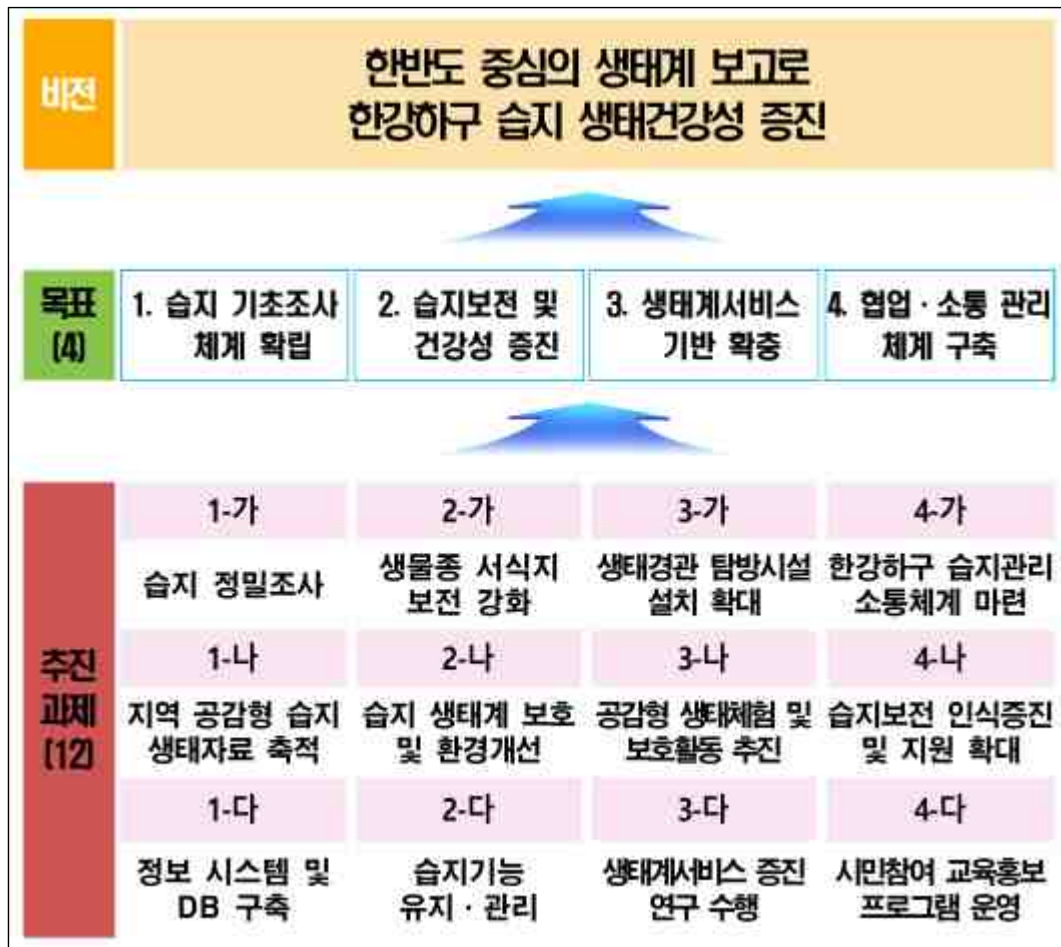 비전
한반도 중심의 생태계 보고로
한강하구 습지 생태건강성 증진
목표
(4)
1. 습지 기초조사
체계 확립
2. 습지보전 및
건강성 증진
3. 생태계서비스
기반 확충
4. 협업·소통 관리
체계 구축
추진
과제
(12)
1-가
2-가
3-가
4-가
습지 정밀조사
생물종 서식지
보전 강화
생태경관 탐방시설
설치 확대
한강하구 습지관리
소통체계 마련
1-나
2-나
3-나
4-나
지역 공감형 습지
생태자료 축적
습지 생태계 보호
및 환경개선
공감형 생태체험 및
보호활동 추진
습지보전 인식증진
및 지원 확대
1-다
2-다
3-다
4-다
정보 시스템 및
DB 구축
습지기능
유지·관리
생태계서비스 증진
연구 수행
시민참여 교육홍보
프로그램 운영